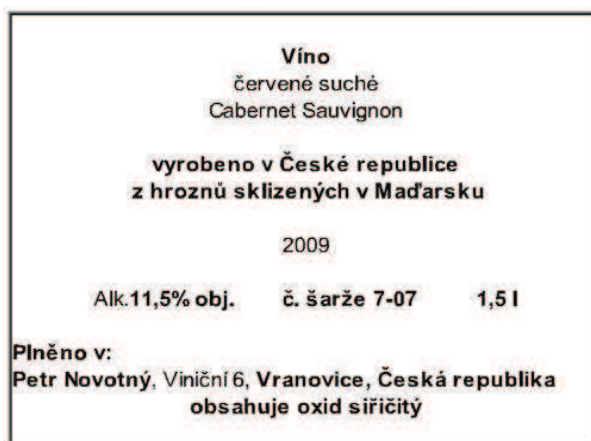 Víno
červené suché
Cabernet Sauvignon
vyrobeno v České republice
z hroznů sklizených v Maďarsku
2009
Alk.11,5% obj. č. šarže 7-07 1,5 l
Plněno v:
Petr Novotný, Viniční 6, Vranovice, Česká republika
obsahuje oxid siřičitý